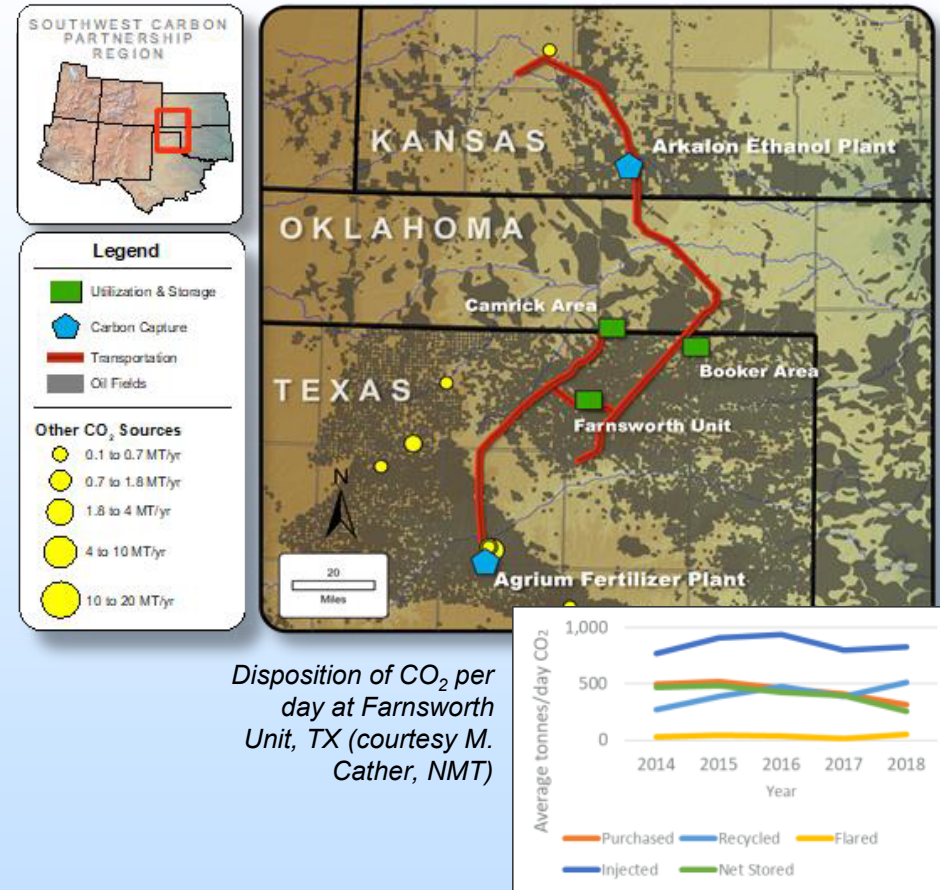 SOUTHWEST CARBON
PARTNERSHIP
REGION
Legend
Utilization & Storage
Carbon Capture
Transportation
Oil Fields
Other CO₂ Sources
0.1 to 0.7 MT/yr
0.7 to 1.8 MT/yr
1.8 to 4 MT/yr
4 to 10 MT/yr
10 to 20 MT/yr
KANSAS
Arkalon Ethanol Plant
OKLAHOMA
Camrick Area
Booker Area
TEXAS
Farnsworth Unit
N
20
Miles
Agrium Fertilizer Plant
Disposition of CO₂ per
day at Farnsworth
Unit, TX (courtesy M.
Cather, NMT)
Average tonnes/day CO₂
1,000
500
0
2014 2015 2016 2017 2018
Year
Purchased Recycled Flared
Injected Net Stored